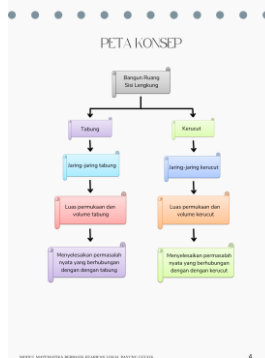 PETA KONSEP
Bangun Ruang
Sisi Lengkung
Tabung
Kerucut
Jaring-jaring tabung
Jaring-jaring kerucut
Luas permukaan dan
volume tabung
Luas permukaan dan
volume kerucut
Menyelesaikan permasalah
nyata yang berhubungan
dengan dengan tabung
Menyelesaikan permasalah
nyata yang berhubungan
dengan dengan kerucut
4